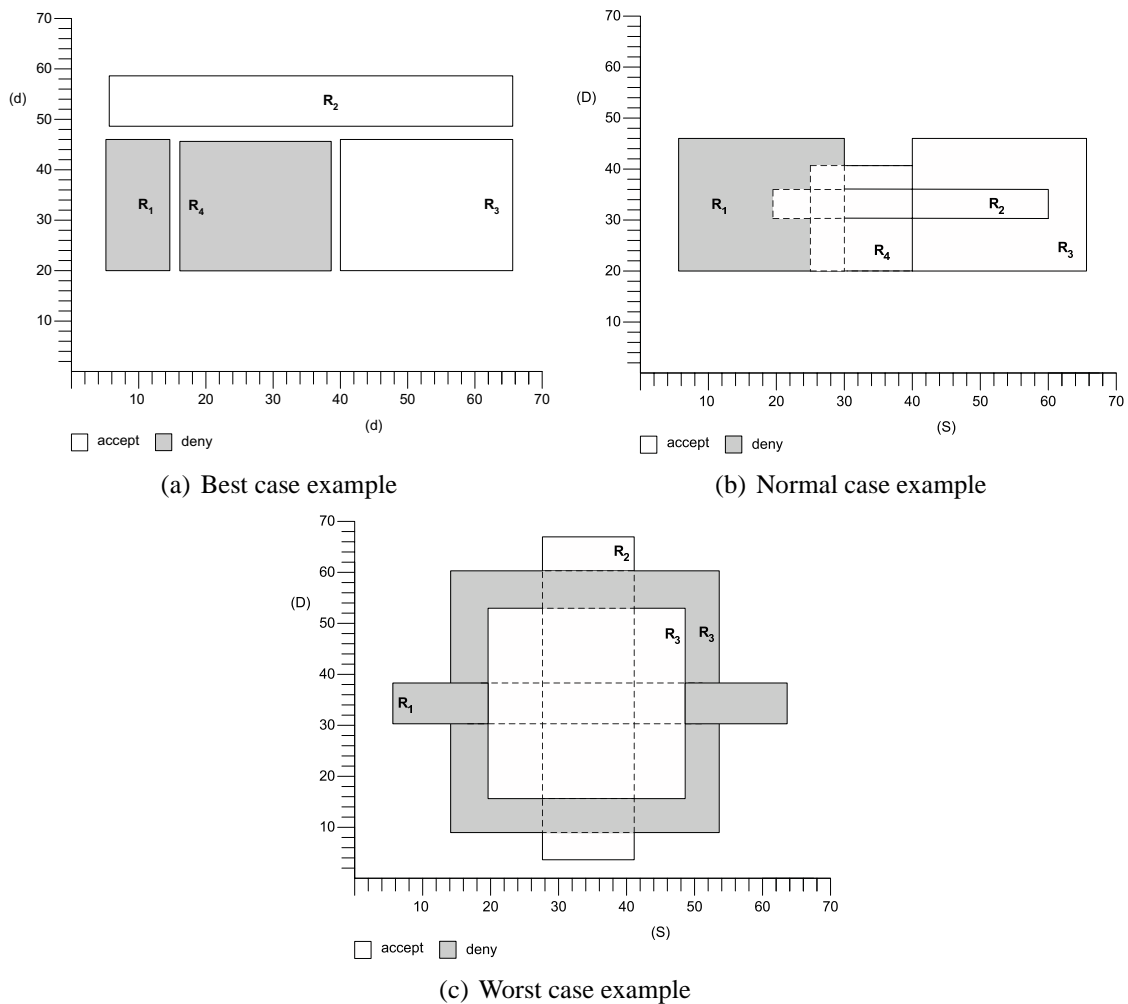 70
60
50
40
30
20
10
(d)
R2
R1
R4
R3
10 20 30 40 50 60 70
(d)
accept deny
(a) Best case example
70
60
50
40
30
20
10
(D)
R1
R2
R4
R3
10 20 30 40 50 60 70
(S)
accept deny
(b) Normal case example
70
60
50
40
30
20
10
(D)
R2
R3 R3
R1
10 20 30 40 50 60 70
(S)
accept deny
(c) Worst case example